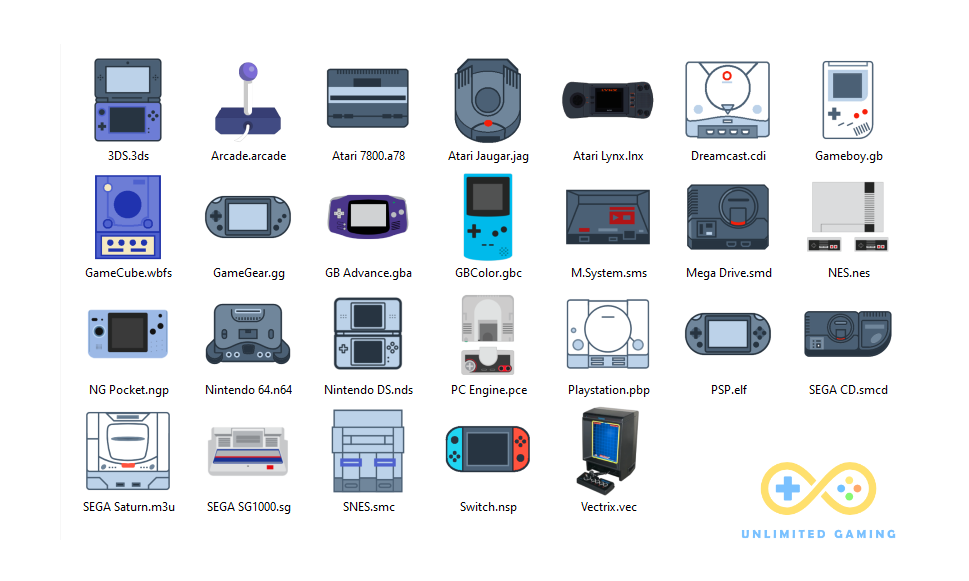 3DS.3ds
Arcade.arcade
Atari 7800.a78
Atari Jaugar.jag
Atari Lynx.lnx
Dreamcast.cdi
Gameboy.gb
GameCube.wbfs
GameGear.gg
GB Advance.gba
GBColor.gbc
M.System.sms
Mega Drive.smd
NES.nes
NG Pocket.ngp
Nintendo 64.n64
Nintendo DS.nds
PC Engine.pce
Playstation.pbp
PSP.elf
SEGA CD.smcd
SEGA Saturn.m3u
SEGA SG1000.sg
SNES.smc
Switch.nsp
Vectrix.vec
UNLIMITED GAMING